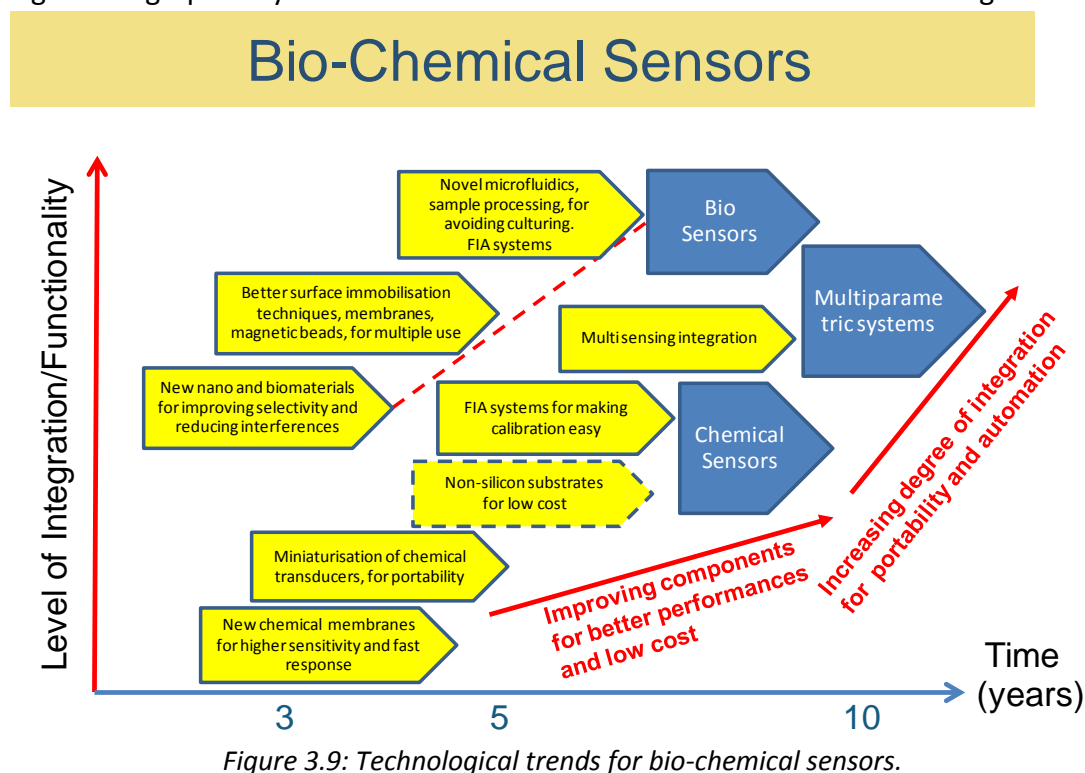 Bio-Chemical Sensors
Level of Integration/Functionality
Novel microfluidics,
sample processing, for
avoiding culturing.
FIA systems
Bio
Sensors
Better surface immobilisation
techniques, membranes,
magnetic beads, for multiple use
Multiparame
tric systems
Multi sensing integration
New nano and biomaterials
for improving selectivity and
reducing interferences
FIA systems for making
calibration easy
Chemical
Sensors
Non-silicon substrates
for low cost
Miniaturisation of chemical
transducers, for portability
New chemical membranes
for higher sensitivity and fast
response
Improving components
for better performances
and low cost
Increasing degree of integration
for portability and automation
Time
(years)
3
5
10
Figure 3.9: Technological trends for bio-chemical sensors.